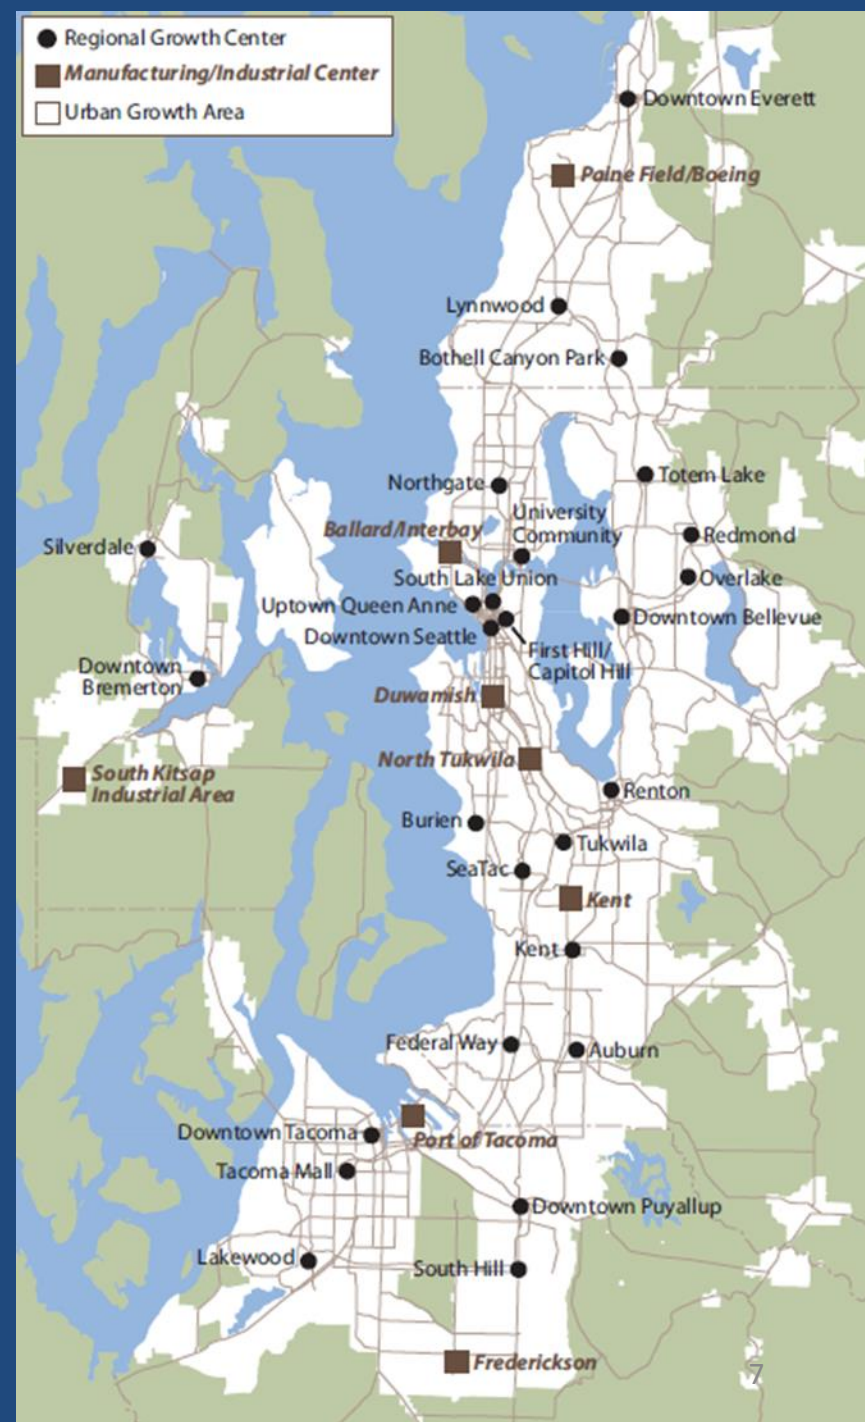 Regional Growth Center
Manufacturing/Industrial Center
Urban Growth Area
Downtown Everett
Paine Field/Boeing
Lynnwood
Bothell Canyon Park
Totem Lake
Northgate
University
Community
Ballard/Interbay
Redmond
Silverdale
South Lake Union
Overlake
Uptown Queen Anne
Downtown Bellevue
Downtown Seattle
First Hill/
Capitol Hill
Downtown
Bremerton
Duwamish
North Tukwila
South Kitsap
Industrial Area
Renton
Burien
Tukwila
SeaTac
Kent
Kent
Federal Way
Auburn
Downtown Tacoma
Port of Tacoma
Tacoma Mall
Downtown Puyallup
Lakewood
South Hill
Frederickson
7